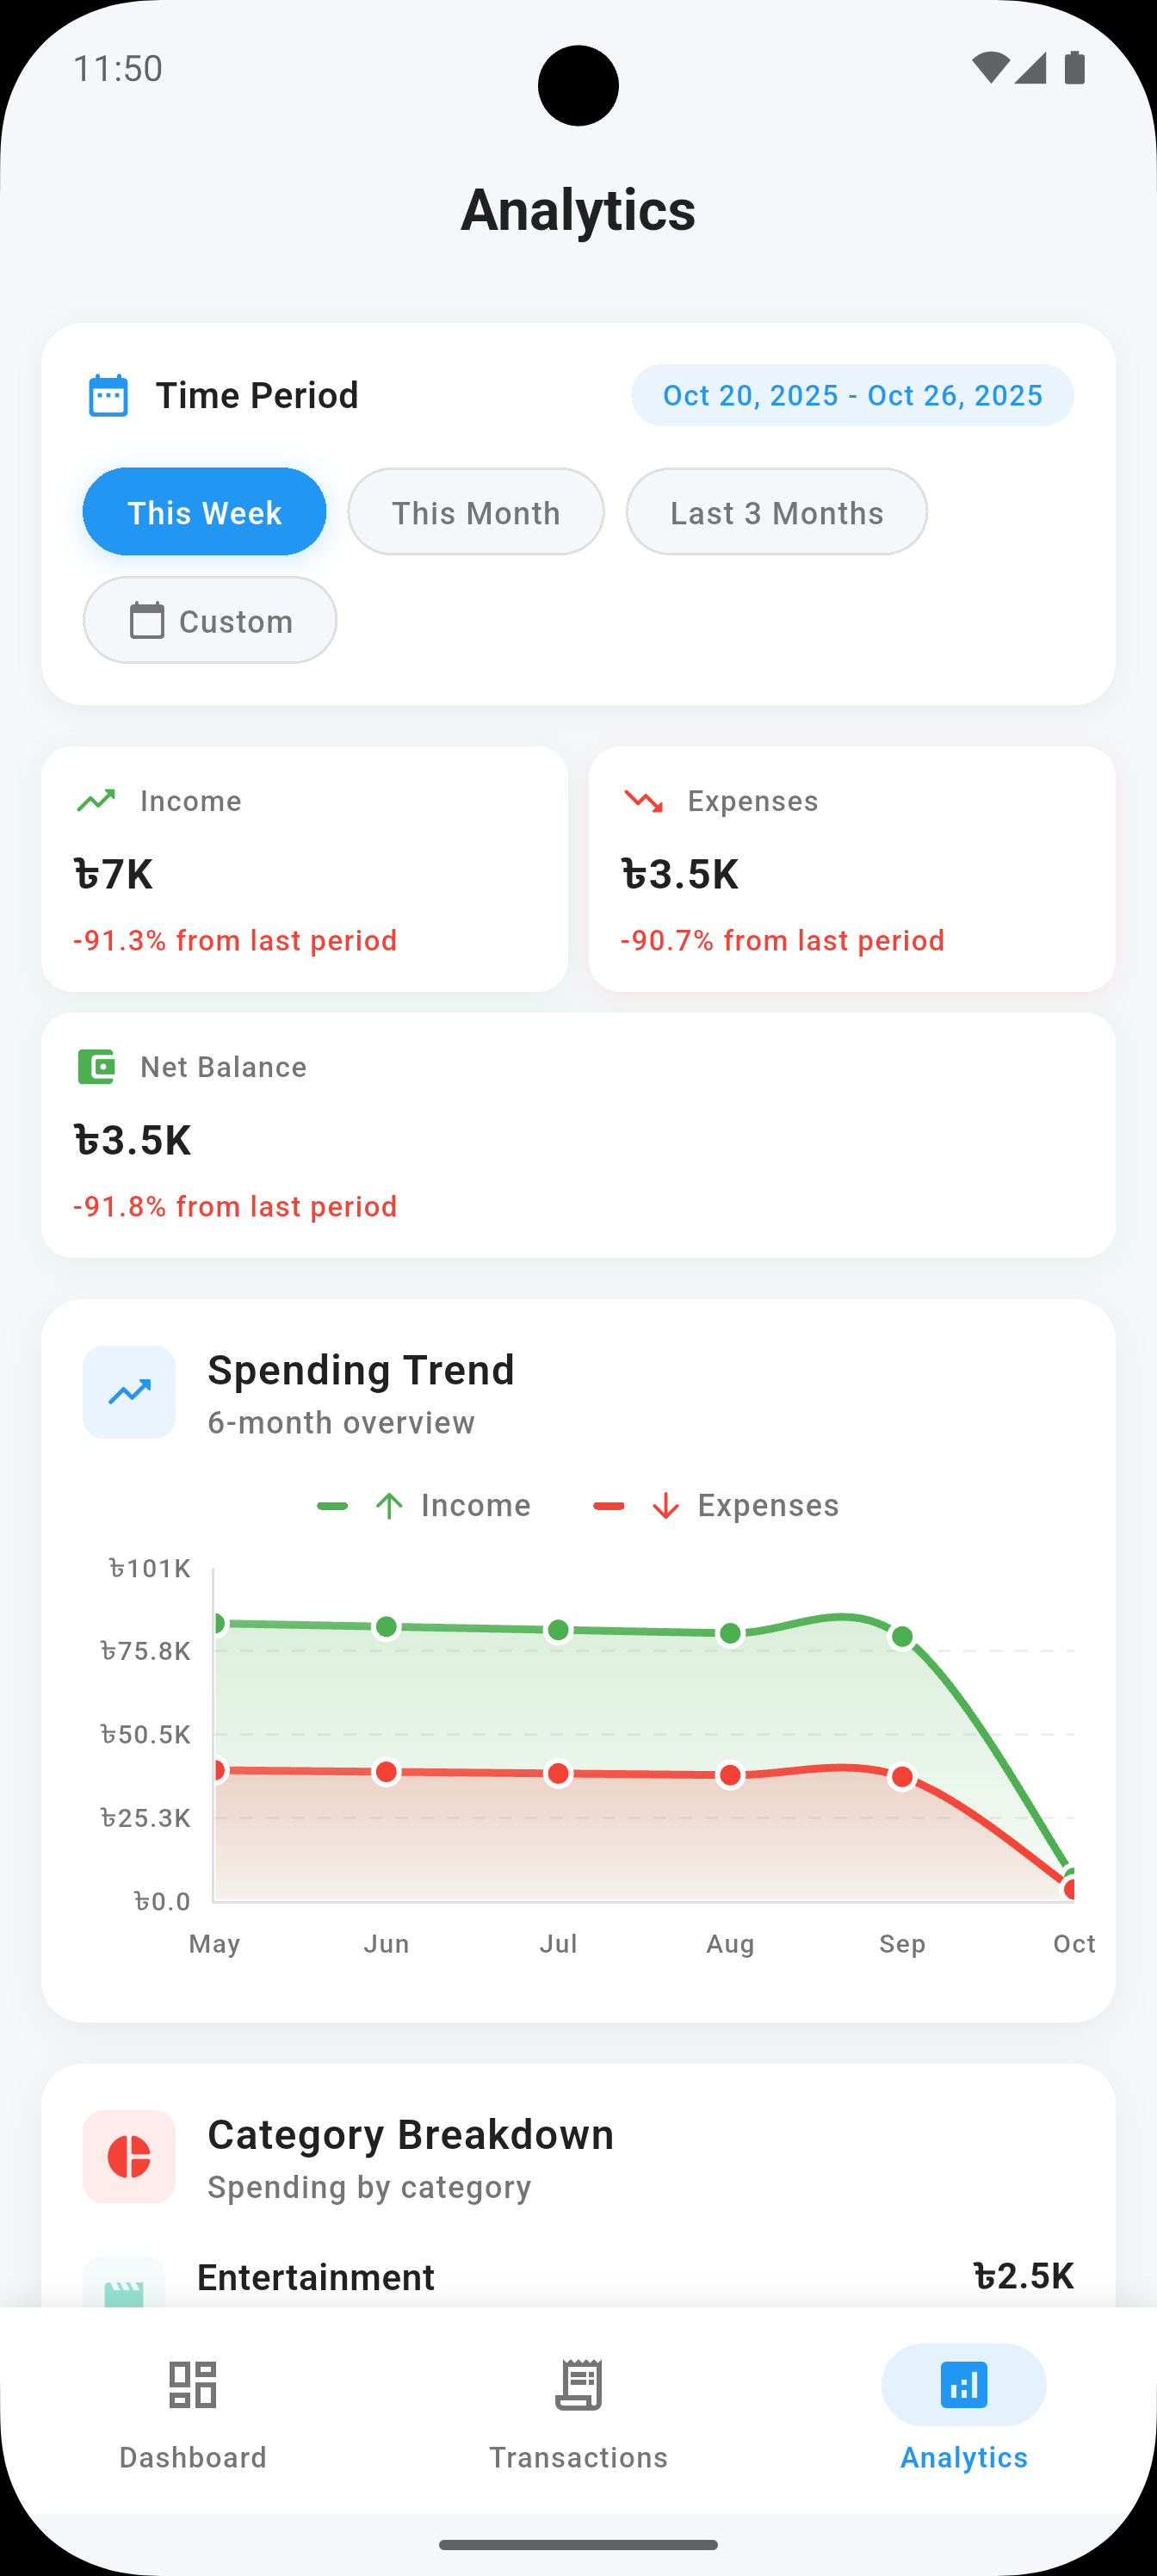 11:50
Analytics
Time Period
Oct 20, 2025 - Oct 26, 2025
This Week
This Month
Last 3 Months
Custom
Income
৳7K
-91.3% from last period
Expenses
৳3.5K
-90.7% from last period
Net Balance
৳3.5K
-91.8% from last period
Spending Trend
6-month overview
Income
Expenses
৳101K
৳75.8K
৳50.5K
৳25.3K
৳0.0
May Jun Jul Aug Sep Oct
Category Breakdown
Spending by category
Entertainment
৳2.5K
Dashboard
Transactions
Analytics